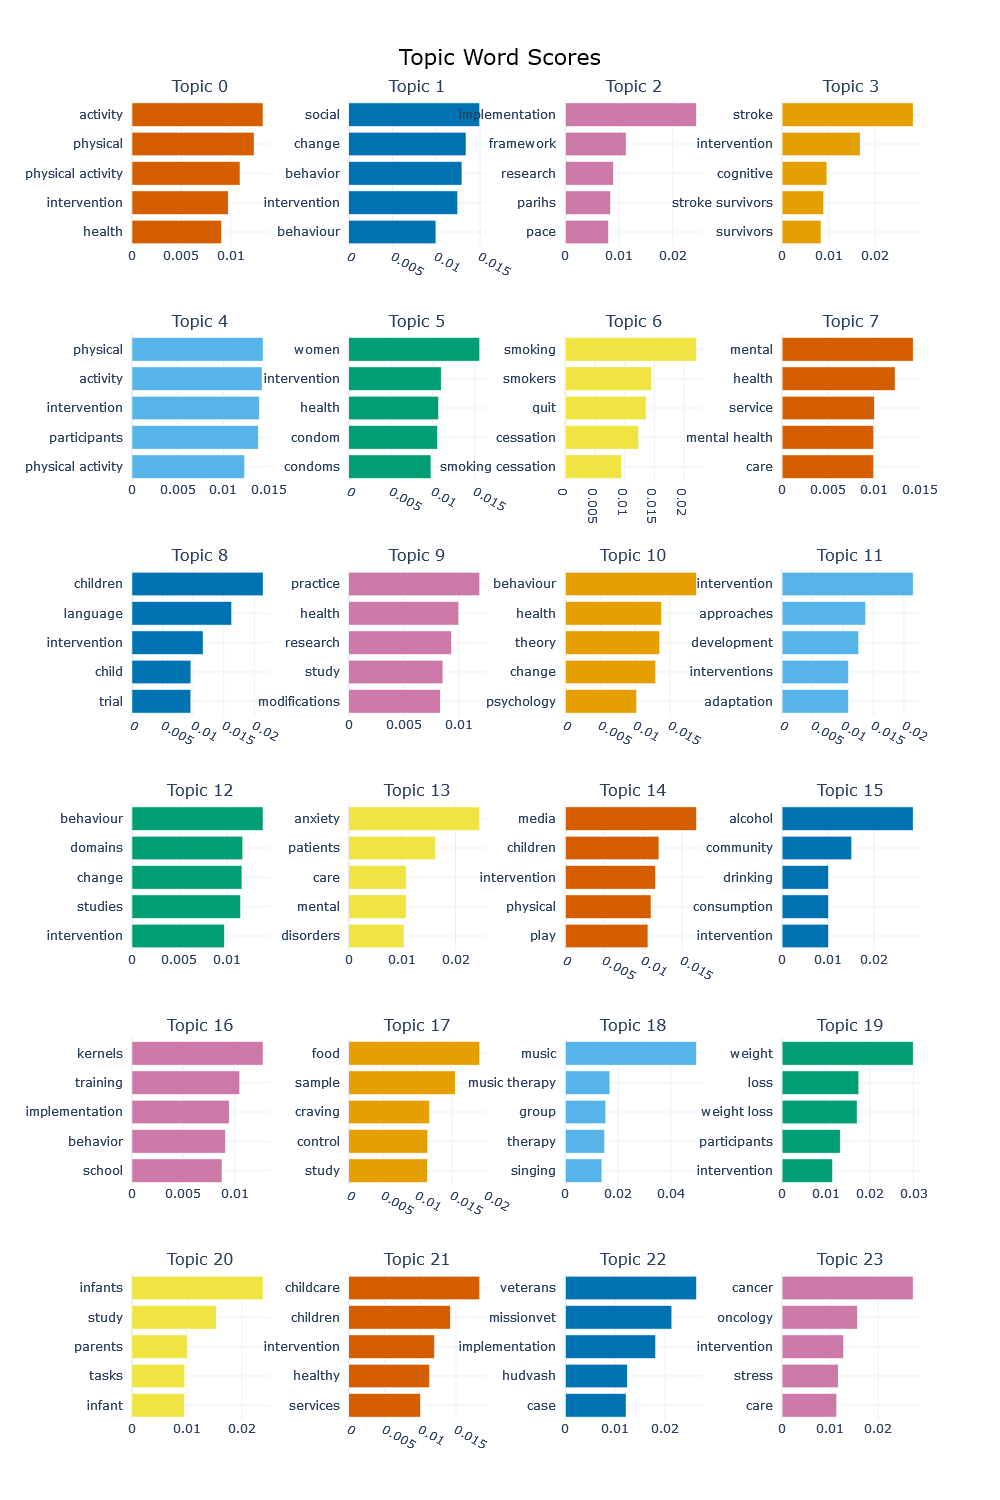 Topic Word Scores
Topic 0
activity
physical
physical activity
intervention
health
0 0.005 0.01
Topic 1
social
change
behavior
intervention
behaviour
0 0.005 0.01 0.015
Topic 2
implementation
framework
research
parihs
pace
0 0.01 0.02
Topic 3
stroke
intervention
cognitive
stroke survivors
survivors
0 0.01 0.02
Topic 4
physical
activity
intervention
participants
physical activity
0 0.005 0.01 0.015
Topic 5
women
intervention
health
condom
condoms
0 0.005 0.01 0.015
Topic 6
smoking
smokers
quit
cessation
smoking cessation
0 0.005 0.01 0.015 0.02
Topic 7
mental
health
service
mental health
care
0 0.005 0.01 0.015
Topic 8
children
language
intervention
child
trial
0 0.005 0.01 0.015 0.02
Topic 9
practice
health
research
study
modifications
0 0.005 0.01
Topic 10
behaviour
health
theory
change
psychology
0 0.005 0.01 0.015
Topic 11
intervention
approaches
development
interventions
adaptation
0 0.005 0.01 0.015 0.02
Topic 12
behaviour
domains
change
studies
intervention
0 0.005 0.01
Topic 13
anxiety
patients
care
mental
disorders
0 0.01 0.02
Topic 14
media
children
intervention
physical
play
0 0.005 0.01 0.015
Topic 15
alcohol
community
drinking
consumption
intervention
0 0.01 0.02
Topic 16
kernels
training
implementation
behavior
school
0 0.005 0.01
Topic 17
food
sample
craving
control
study
0 0.005 0.01 0.015 0.02
Topic 18
music
music therapy
group
therapy
singing
0 0.02 0.04
Topic 19
weight
loss
weight loss
participants
intervention
0 0.01 0.02 0.03
Topic 20
infants
study
parents
tasks
infant
0 0.01 0.02
Topic 21
childcare
children
intervention
healthy
services
0 0.005 0.01 0.015
Topic 22
veterans
missionvet
implementation
hudvash
case
0 0.01 0.02
Topic 23
cancer
oncology
intervention
stress
care
0 0.01 0.02